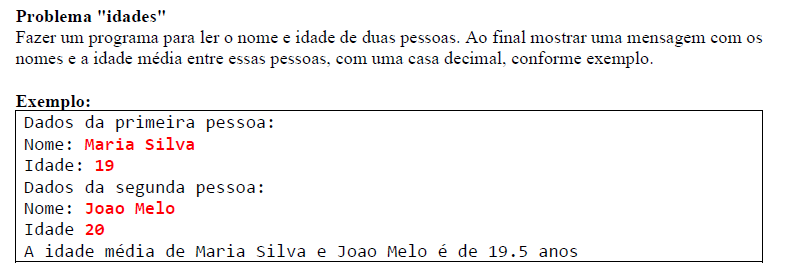 Problema "idades"
Fazer um programa para ler o nome e idade de duas pessoas. Ao final mostrar uma mensagem com os
nomes e a idade média entre essas pessoas, com uma casa decimal, conforme exemplo.
Exemplo:
Dados da primeira pessoa:
Nome: Maria Silva
Idade: 19
Dados da segunda pessoa:
Nome: Joao Melo
Idade 20
A idade média de Maria Silva e Joao Melo é de 19.5 anos